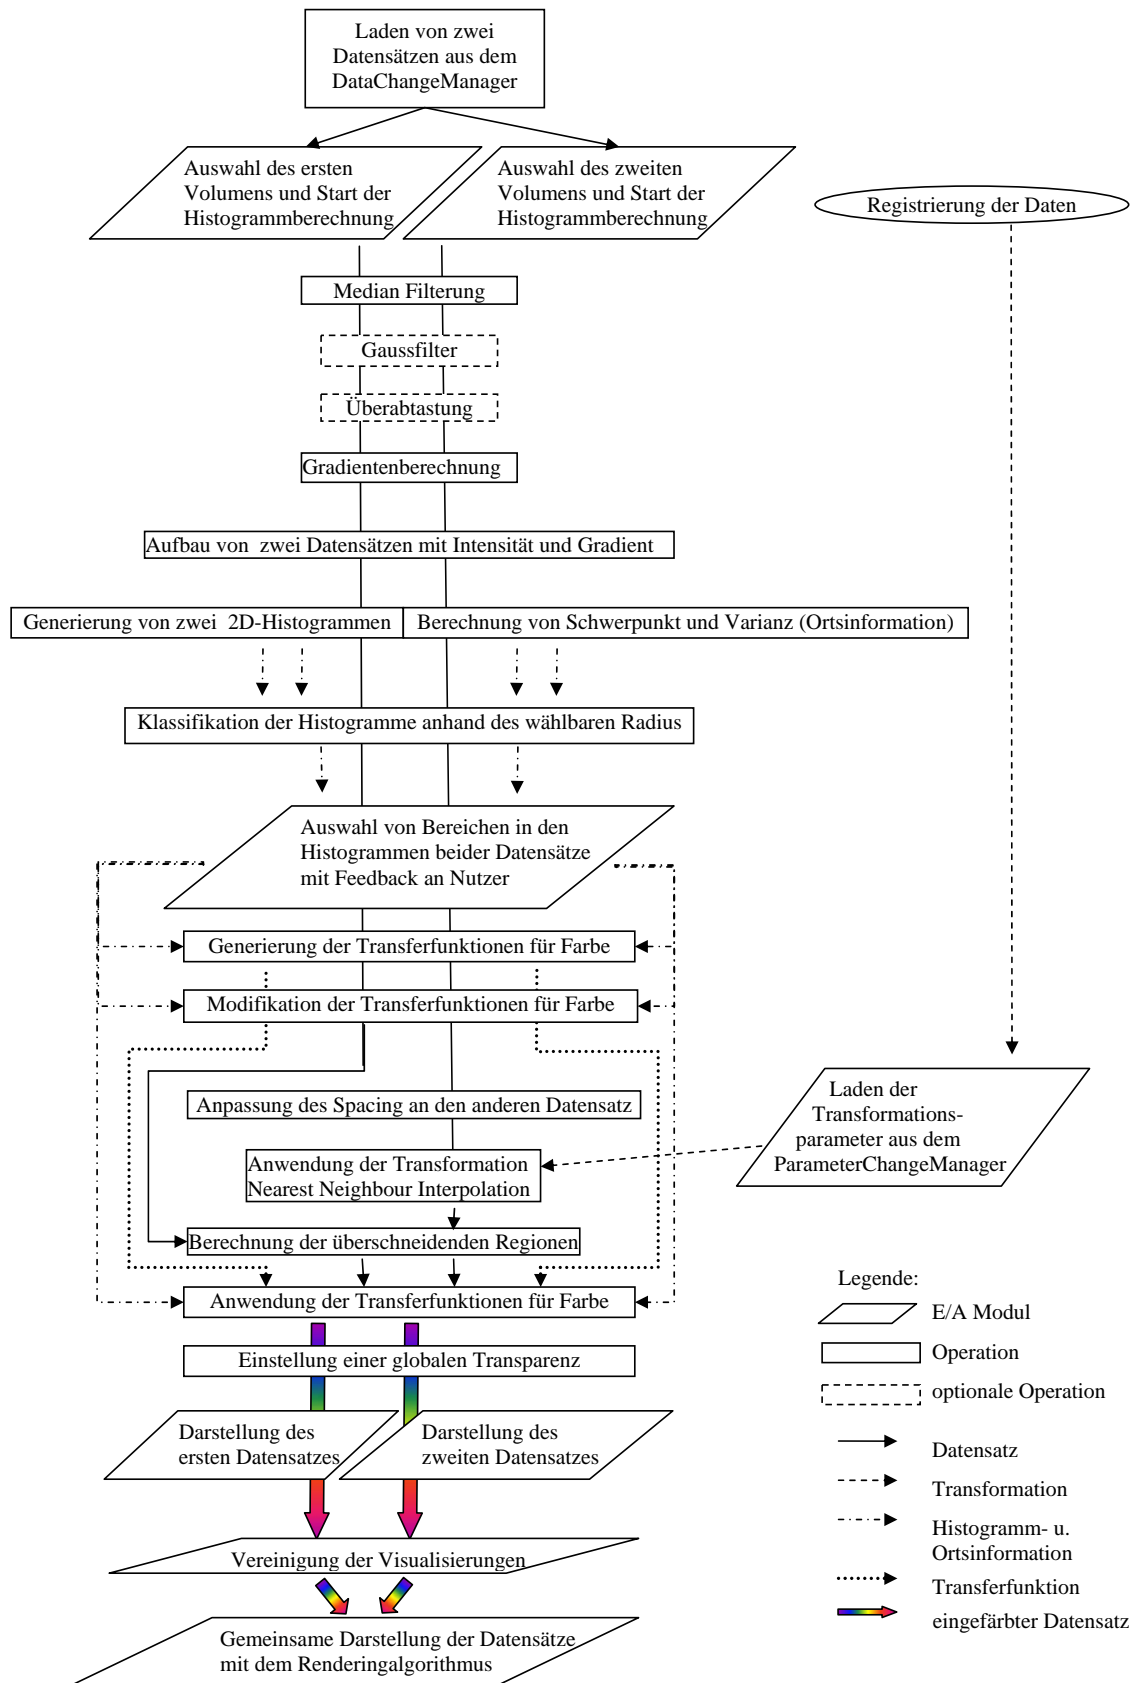 Laden von zwei
Datensätzen aus dem
DataChangeManager
Auswahl des ersten
Volumens und Start der
Histogrammberechnung
Auswahl des zweiten
Volumens und Start der
Histogrammberechnung
Registrierung der Daten
Median Filterung
Gaussfilter
Überabtastung
Gradientenberechnung
Aufbau von zwei Datensätzen mit Intensität und Gradient
Generierung von zwei 2D-Histogrammen
Berechnung von Schwerpunkt und Varianz (Ortsinformation)
Klassifikation der Histogramme anhand des wählbaren Radius
Auswahl von Bereichen in den
Histogrammen beider Datensätze
mit Feedback an Nutzer
Generierung der Transferfunktionen für Farbe
Modifikation der Transferfunktionen für Farbe
Anpassung des Spacing an den anderen Datensatz
Laden der
Transformations-
parameter aus dem
ParameterChangeManager
Anwendung der Transformation
Nearest Neighbour Interpolation
Berechnung der überschneidenden Regionen
Anwendung der Transferfunktionen für Farbe
Einstellung einer globalen Transparenz
Darstellung des
ersten Datensatzes
Darstellung des
zweiten Datensatzes
Vereinigung der Visualisierungen
Gemeinsame Darstellung der Datensätze
mit dem Renderingalgorithmus
Legende:
E/A Modul
Operation
optionale Operation
Datensatz
Transformation
Histogramm- u.
Ortsinformation
Transferfunktion
eingefärbter Datensatz